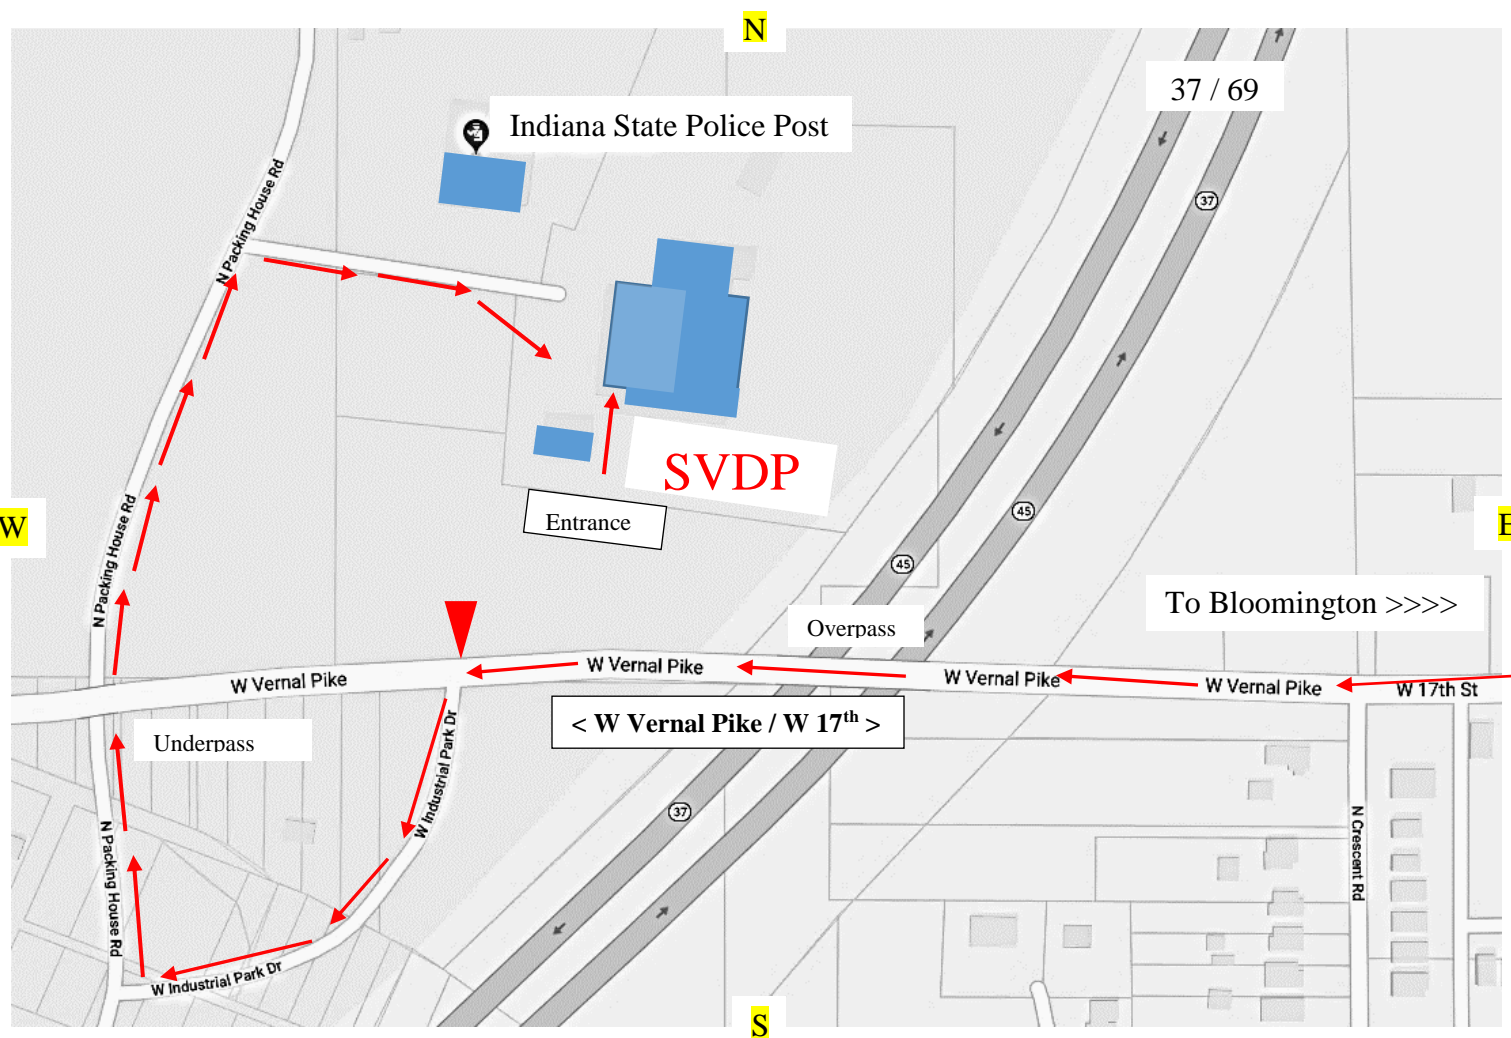 N
37 / 69
Indiana State Police Post
N Packing House Rd
37
SVDP
Entrance
W
N Packing House Rd
45
45
E
To Bloomington >>>>
Overpass
W Vernal Pike
W Vernal Pike
W Vernal Pike
W Vernal Pike
W 17th St
< W Vernal Pike / W 17th >
Underpass
W Industrial Park Dr
37
N Packing House Rd
N Crescent Rd
W Industrial Park Dr
S